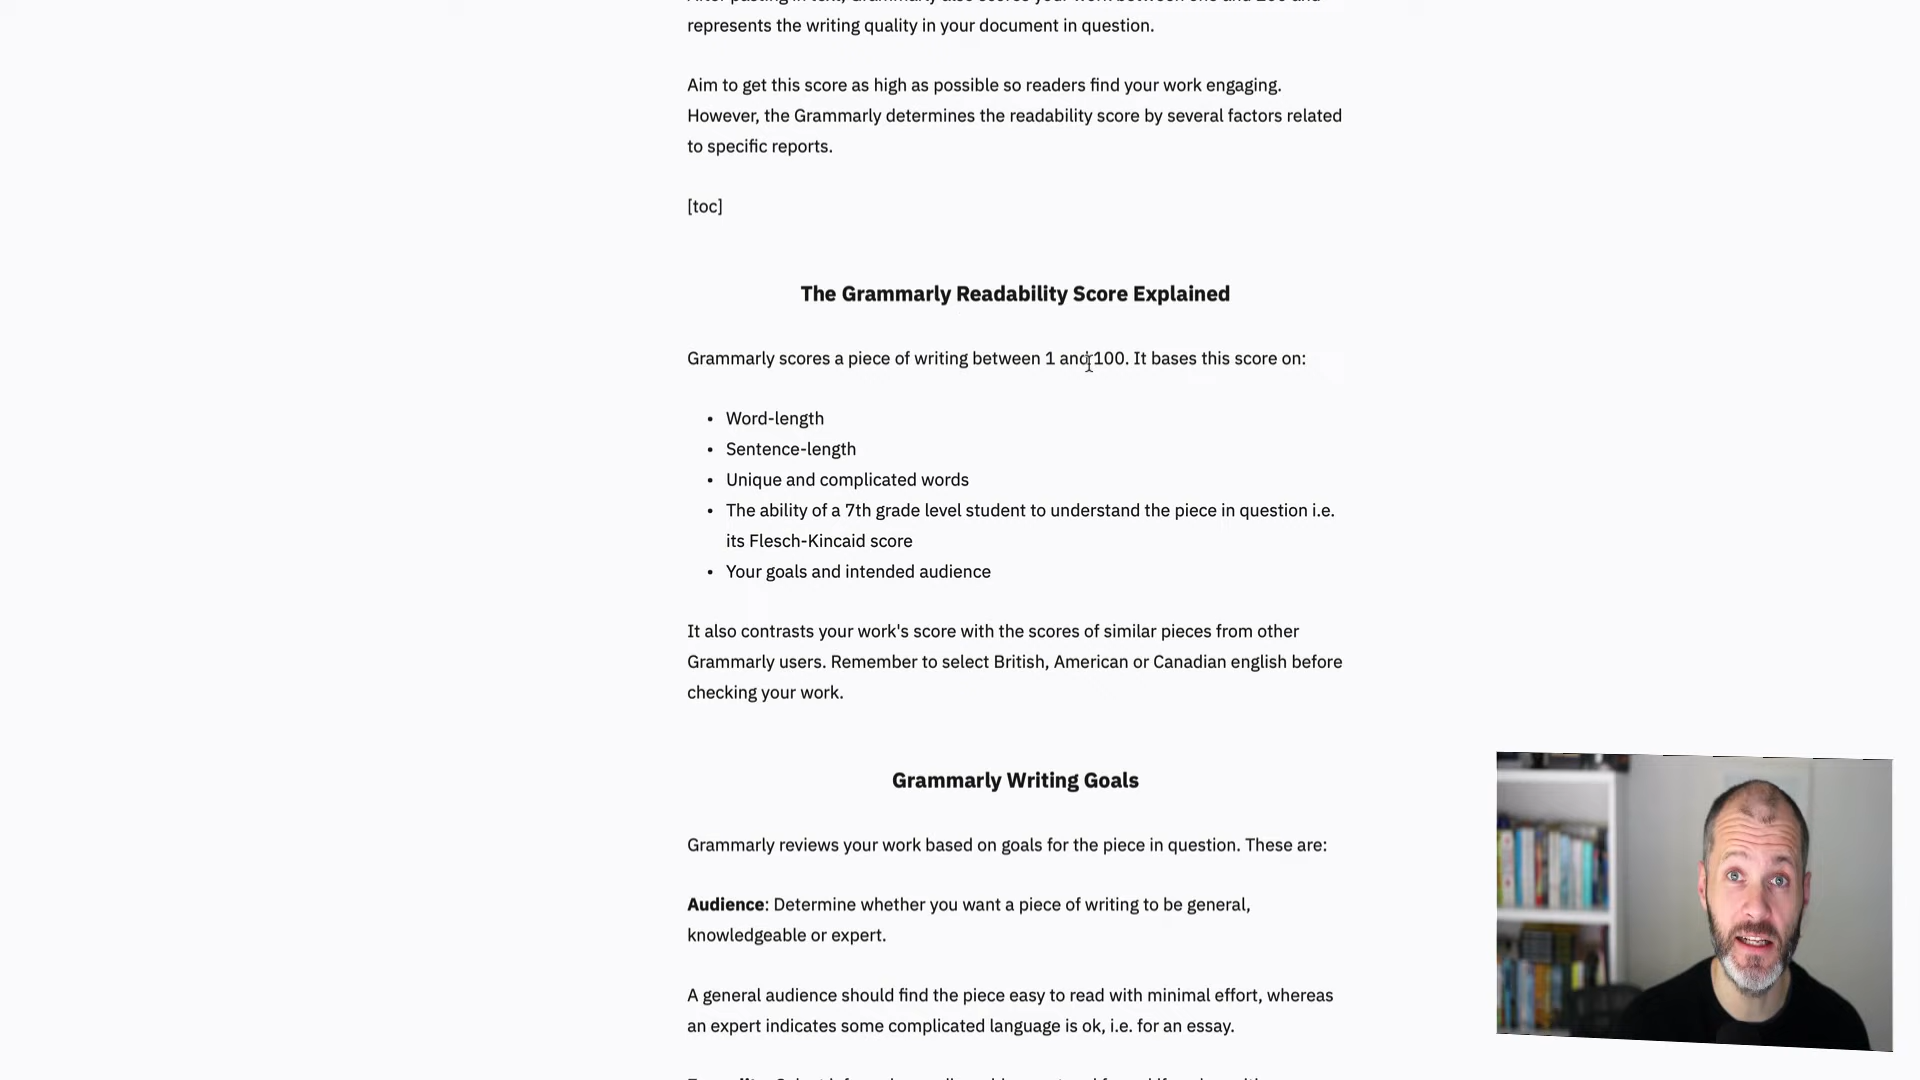 represents the writing quality in your document in question.
Aim to get this score as high as possible so readers find your work engaging.
However, the Grammarly determines the readability score by several factors related
to specific reports.
[toc]
The Grammarly Readability Score Explained
Grammarly scores a piece of writing between 1 and 100. It bases this score on:
• Word-length
• Sentence-length
• Unique and complicated words
• The ability of a 7th grade level student to understand the piece in question i.e.
its Flesch-Kincaid score
• Your goals and intended audience
It also contrasts your work's score with the scores of similar pieces from other
Grammarly users. Remember to select British, American or Canadian english before
checking your work.
Grammarly Writing Goals
Grammarly reviews your work based on goals for the piece in question. These are:
Audience: Determine whether you want a piece of writing to be general,
knowledgeable or expert.
A general audience should find the piece easy to read with minimal effort, whereas
an expert indicates some complicated language is ok, i.e. for an essay.